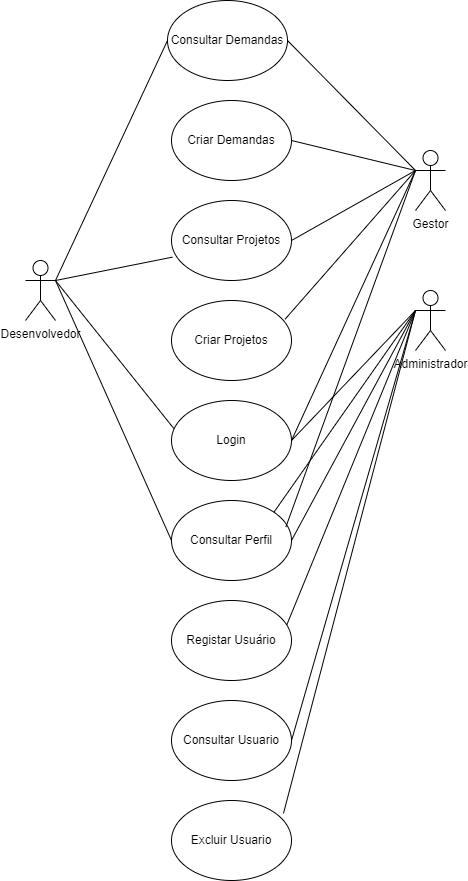 Consultar Demandas
Criar Demandas
Gestor
Consultar Projetos
Desenvolvedor
Criar Projetos
Administrador
Login
Consultar Perfil
Registar Usuário
Consultar Usuario
Excluir Usuario